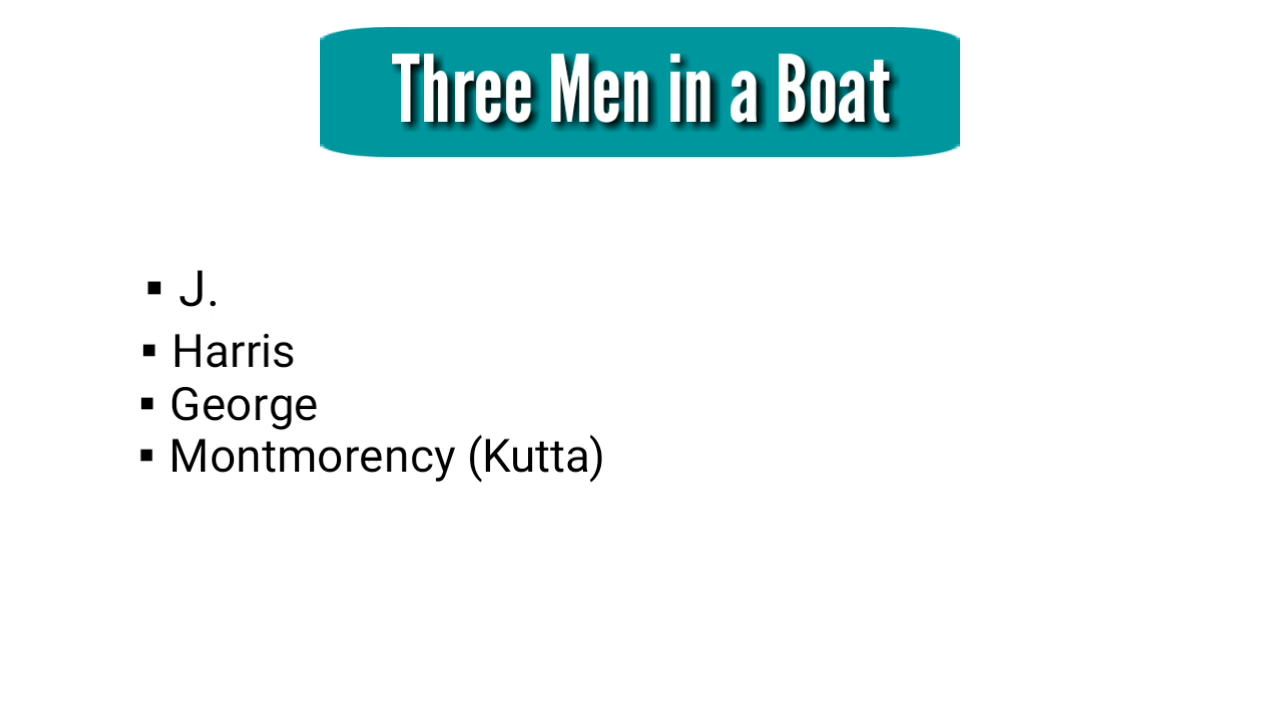 Three Men in a Boat
▪ J.
▪ Harris
▪ George
▪ Montmorency (Kutta)